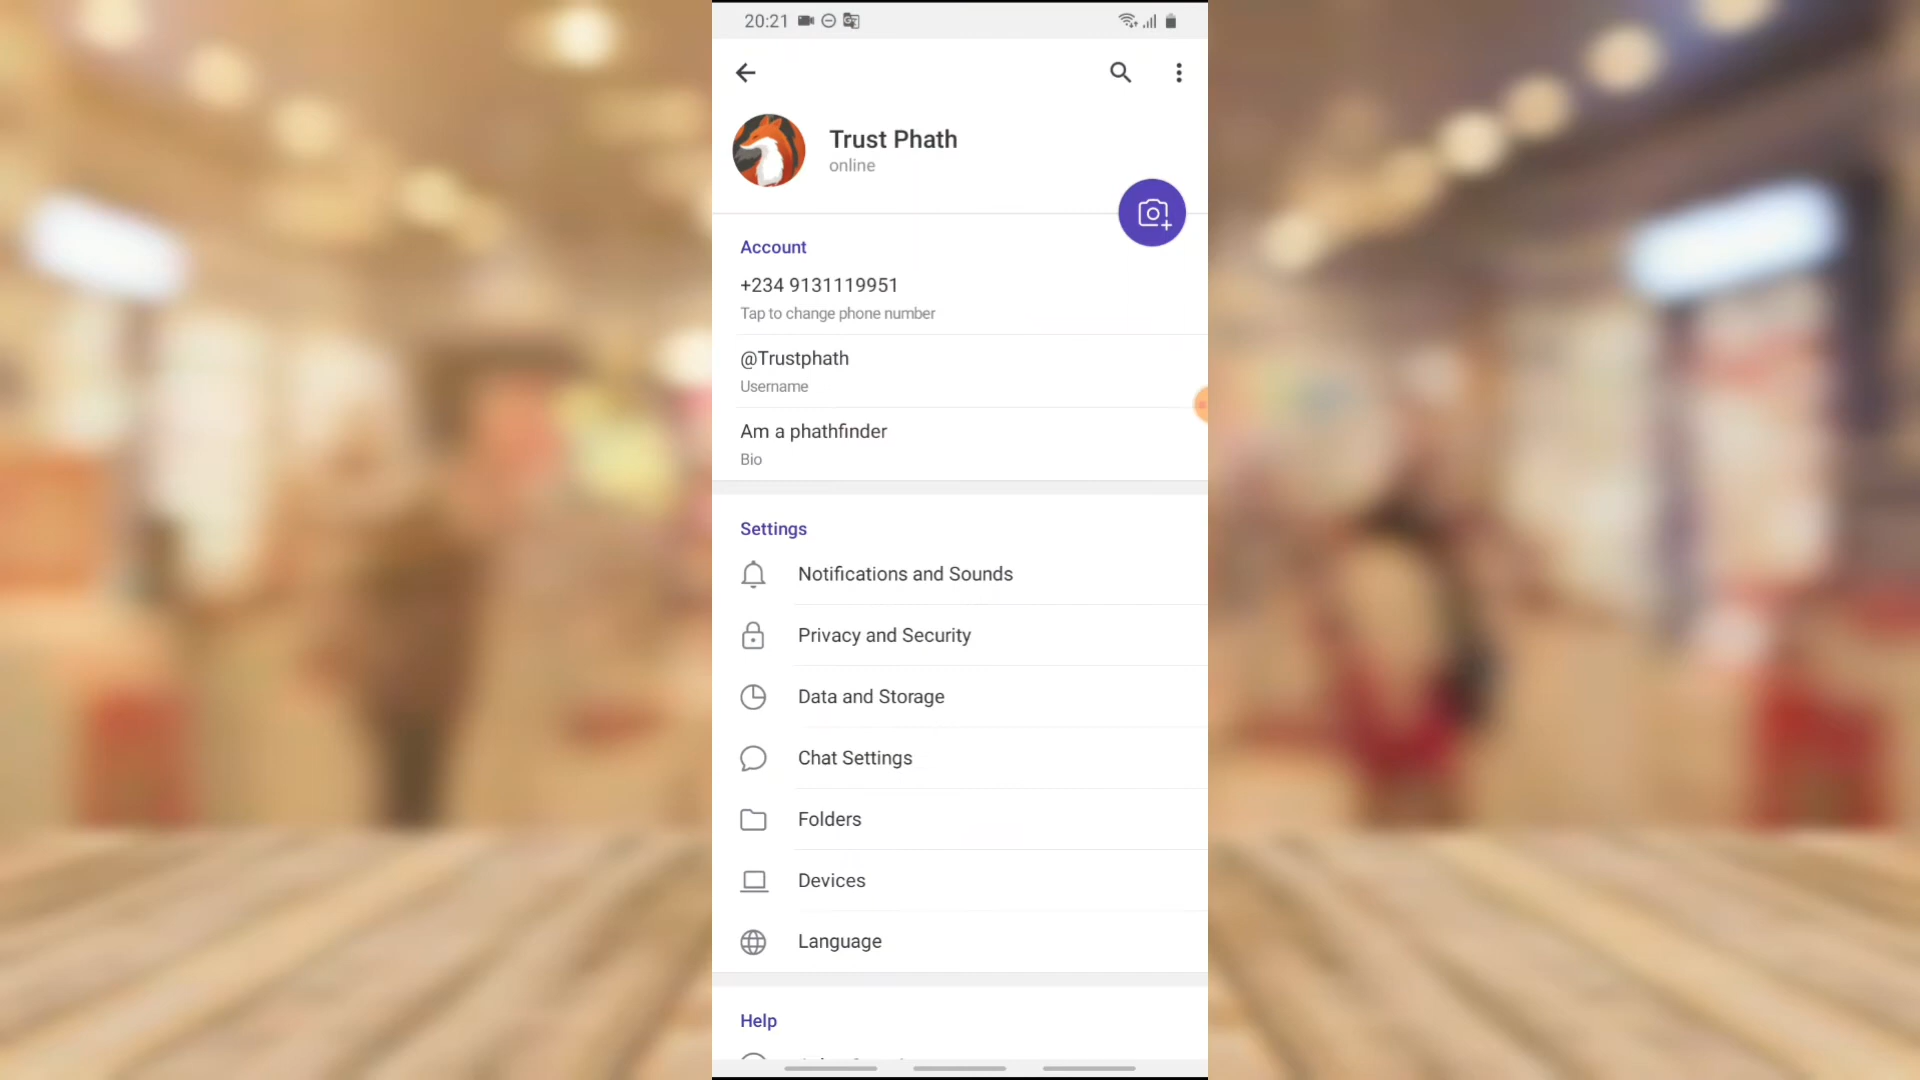 20:21
Trust Phath
online
Account
+234 9131119951
Tap to change phone number
@Trustphath
Username
Am a phathfinder
Bio
Settings
Notifications and Sounds
Privacy and Security
Data and Storage
Chat Settings
Folders
Devices
Language
Help